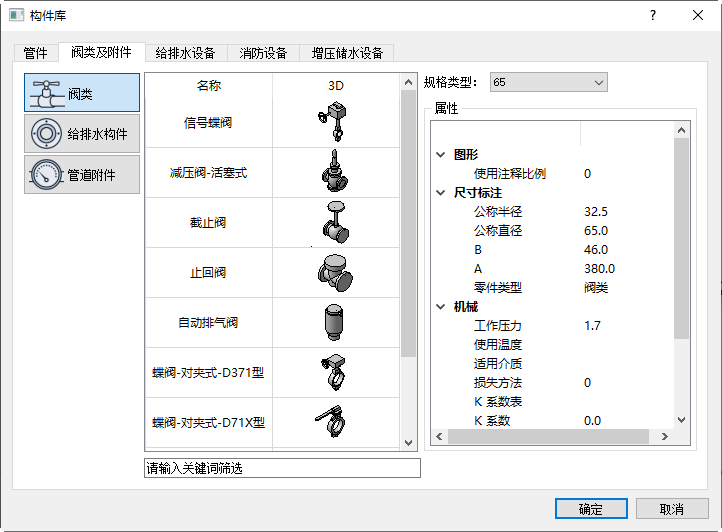 构件库
管件 阀类及附件 给排水设备 消防设备 增压储水设备
阀类
给排水构件
管道附件
名称 3D
信号蝶阀
减压阀-活塞式
截止阀
止回阀
自动排气阀
蝶阀-对夹式-D371型
蝶阀-对夹式-D71X型
请输入关键词筛选
规格类型： 65
属性
图形
使用注释比例 0
尺寸标注
公称半径 32.5
公称直径 65.0
B 46.0
A 380.0
零件类型 阀类
机械
工作压力 1.7
使用温度
适用介质
损失方法 0
K 系数表
K 系数 0.0
确定 取消